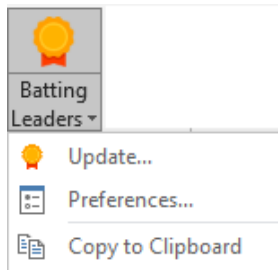 Batting
Leaders
Update...
Preferences...
Copy to Clipboard